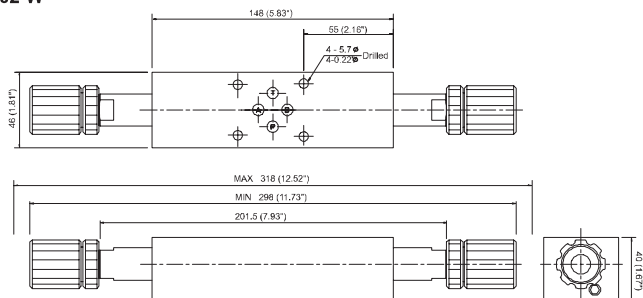 148 (5.83")
55 (2.16")
4 - 5.7 ø
4-0.22"ø
Drilled
46 (1.81")
T
A
B
P
MAX 318 (12.52")
MIN 298 (11.73")
201.5 (7.93")
40 (1.67")